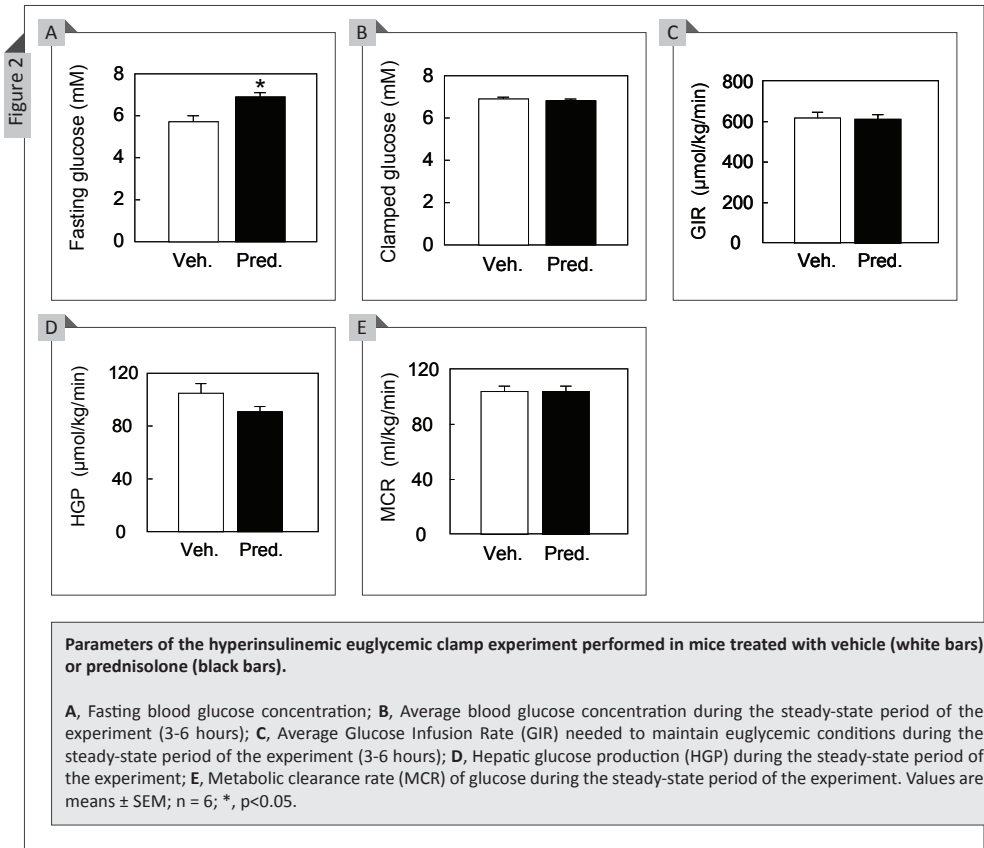 Figure 2
A
Fasting glucose (mM)
8
6
4
2
0
*
Veh. Pred.
B
Clamped glucose (mM)
8
6
4
2
0
Veh. Pred.
C
GIR (µmol/kg/min)
800
600
400
200
0
Veh. Pred.
D
HGP (µmol/kg/min)
120
80
40
0
Veh. Pred.
E
MCR (ml/kg/min)
120
80
40
0
Veh. Pred.
Parameters of the hyperinsulinemic euglycemic clamp experiment performed in mice treated with vehicle (white bars)
or prednisolone (black bars).
A, Fasting blood glucose concentration; B, Average blood glucose concentration during the steady-state period of the
experiment (3-6 hours); C, Average Glucose Infusion Rate (GIR) needed to maintain euglycemic conditions during the
steady-state period of the experiment (3-6 hours); D, Hepatic glucose production (HGP) during the steady-state period of
the experiment; E, Metabolic clearance rate (MCR) of glucose during the steady-state period of the experiment. Values are
means ± SEM; n = 6; *, p<0.05.